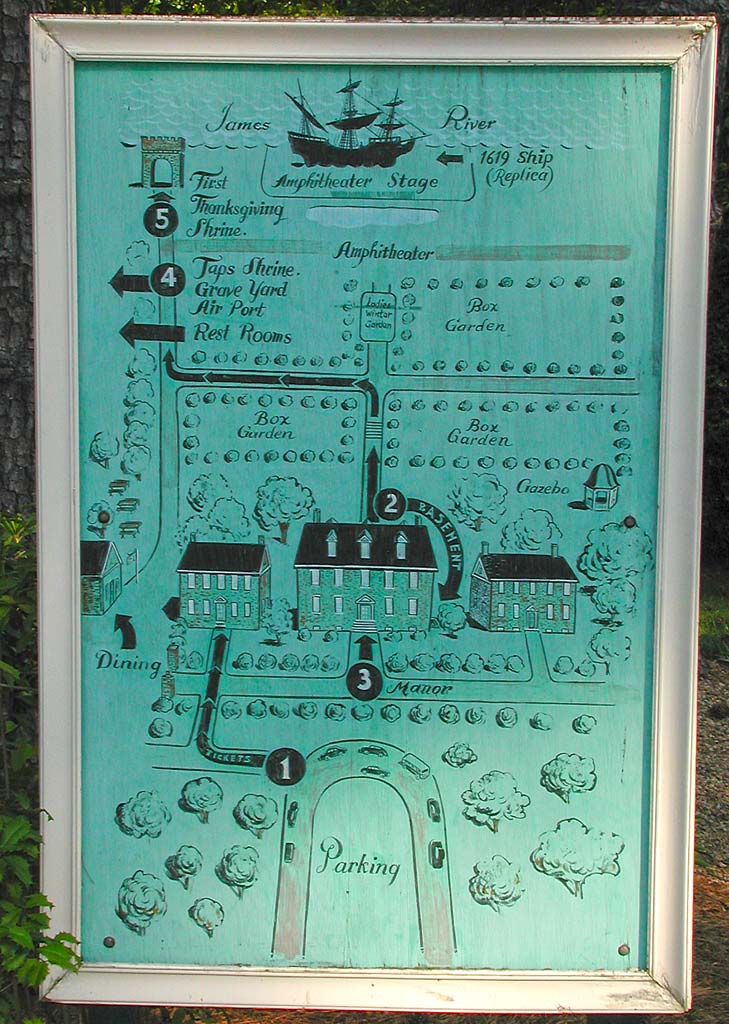 James River
1619 Ship
(Replica)
Amphitheater Stage
First
Thanksgiving
Shrine.
5
Amphitheater
4
Taps Shrine.
Grave Yard
Air Port
Rest Rooms
Ladies
Winter
Garden
Box
Garden
Box
Garden
Box
Garden
Gazebo
2
BASEMENT
Dining
3
Manor
TICKETS
1
Parking